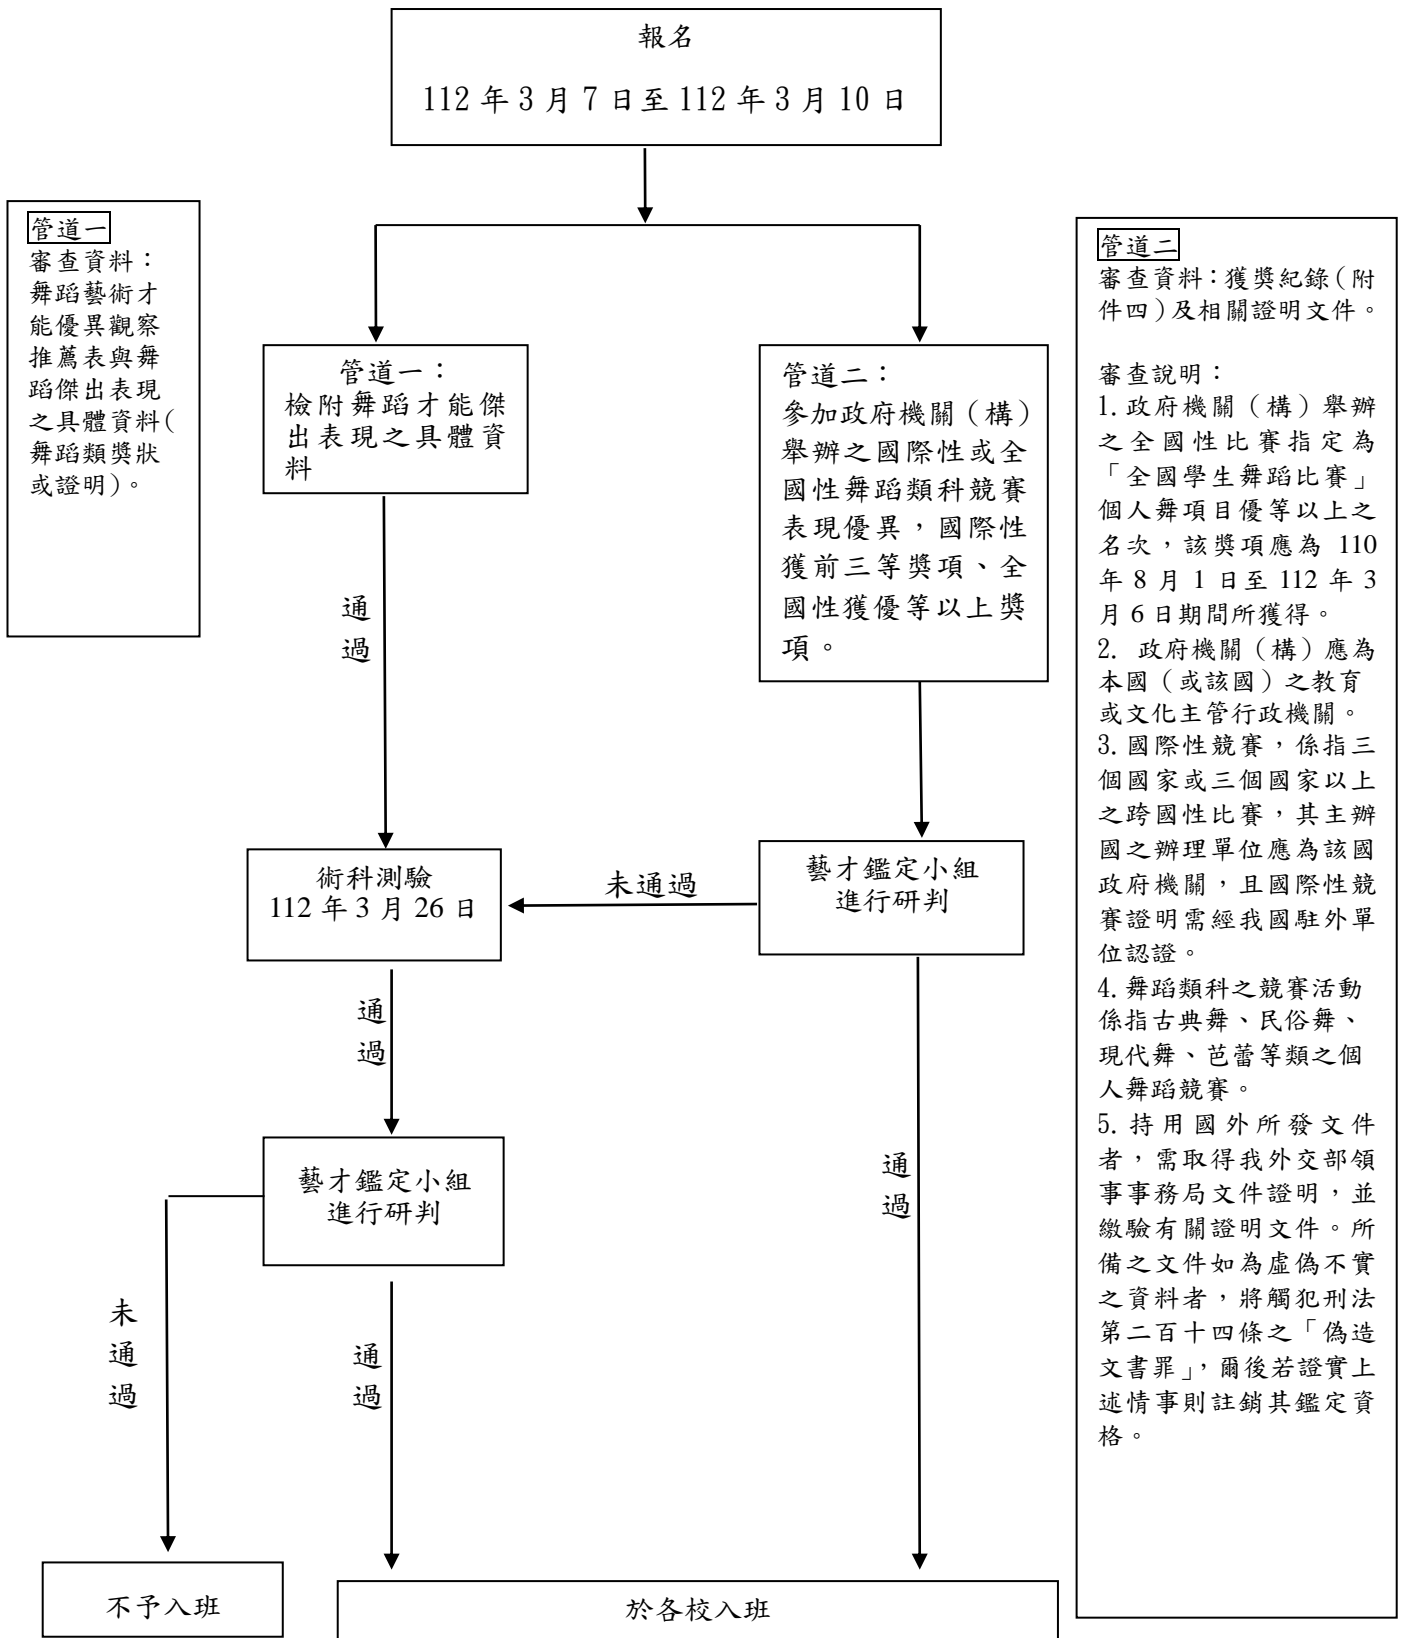 報名
112 年 3 月 7 日至 112 年 3 月 10 日
管道一
審查資料：
舞蹈藝術才
能優異觀察
推薦表與舞
蹈傑出表現
之具體資料(
舞蹈類獎狀
或證明)。
管道一：
檢附舞蹈才能傑
出表現之具體資
料
管道二：
參加政府機關（構）
舉辦之國際性或全
國性舞蹈類科競賽
表現優異，國際性
獲前三等獎項、全
國性獲優等以上獎
項。
管道二
審查資料：獲獎紀錄（附
件四）及相關證明文件。
審查說明：
1.政府機關（構）舉辦
之全國性比賽指定為
「全國學生舞蹈比賽」
個人舞項目優等以上之
名次，該獎項應為 110
年 8 月 1 日至 112 年 3
月 6 日期間所獲得。
2. 政府機關（構）應為
本國（或該國）之教育
或文化主管行政機關。
3.國際性競賽，係指三
個國家或三個國家以上
之跨國性比賽，其主辦
國之辦理單位應為該國
政府機關，且國際性競
賽證明需經我國駐外單
位認證。
4.舞蹈類科之競賽活動
係指古典舞、民俗舞、
現代舞、芭蕾等類之個
人舞蹈競賽。
5.持用國外所發文件
者，需取得我外交部領
事事務局文件證明，並
繳驗有關證明文件。所
備之文件如為虛偽不實
之資料者，將觸犯刑法
第二百十四條之「偽造
文書罪」，爾後若證實上
述情事則註銷其鑑定資
格。
通
過
術科測驗
112 年 3 月 26 日
未通過
藝才鑑定小組
進行研判
通
過
藝才鑑定小組
進行研判
通
過
未
通
過
通
過
不予入班
於各校入班